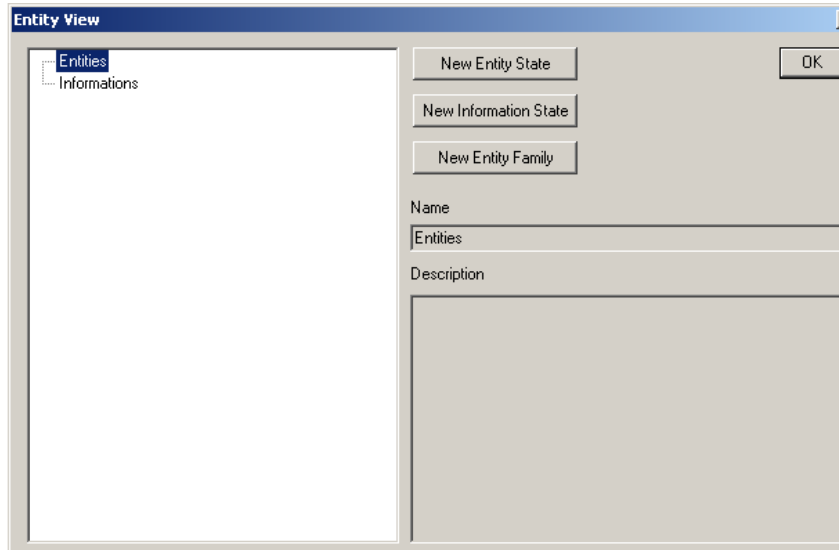 Entity View
Entities
Informations
New Entity State
OK
New Information State
New Entity Family
Name
Entities
Description